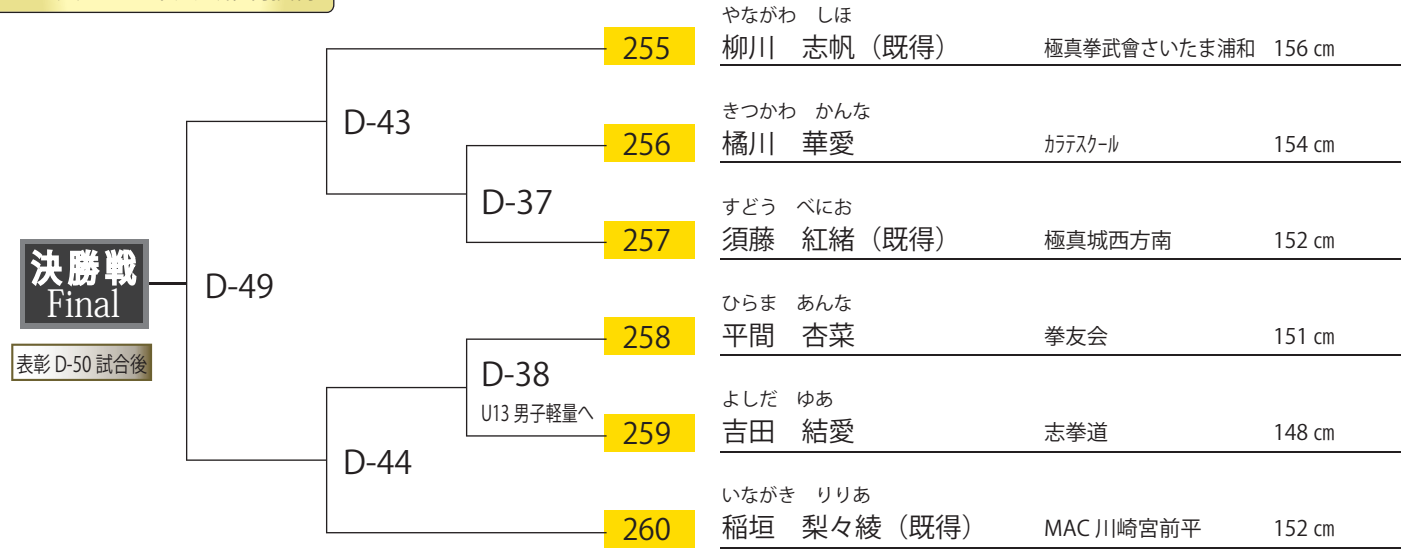 やながわ しほ
255 柳川 志帆（既得） 極真拳武會さいたま浦和 156 ㎝
D-43
きつかわ かんな
256 橘川 華愛 ｶﾗﾃｽｸｰﾙ 154 ㎝
D-37
すどう べにお
257 須藤 紅緒（既得） 極真城西方南 152 ㎝
決勝戦
Final
D-49
表彰 D-50 試合後
ひらま あんな
258 平間 杏菜 拳友会 151 ㎝
D-38
U13 男子軽量へ
よしだ ゆあ
259 吉田 結愛 志拳道 148 ㎝
D-44
いながき りりあ
260 稲垣 梨々綾（既得） MAC 川崎宮前平 152 ㎝